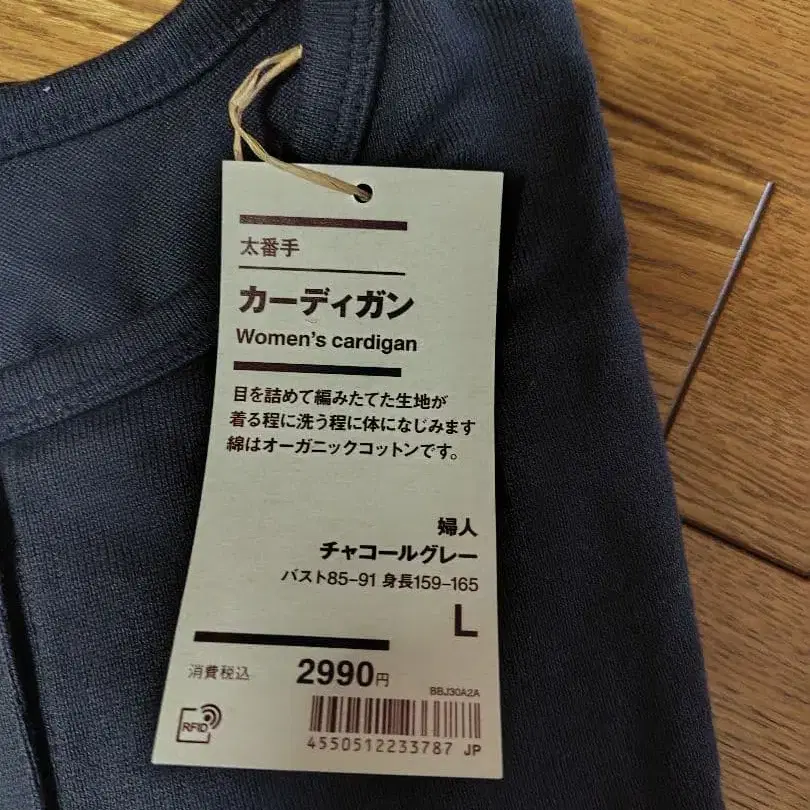 太番手
カーディガン
Women's cardigan
目を詰めて編みたてた生地が
着る程に洗う程に体になじみます
綿はオーガニックコットンです。
婦人
チャコールグレー
バスト85-91 身長159-165
L
消費税込 2990円
BBJ30A2A
RFID
4550512233787 JP